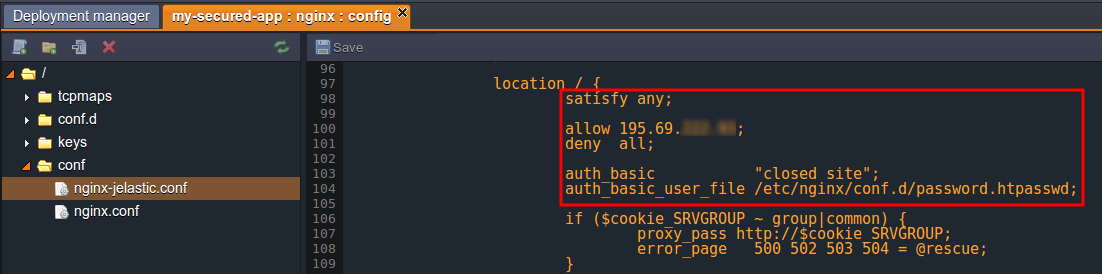 Deployment manager
my-secured-app : nginx : config
Save
/
tcpmaps
conf.d
keys
conf
nginx-jelastic.conf
nginx.conf
96
97 location / {
98 satisfy any;
99
100 allow 195.69. ;
101 deny  all;
102
103 auth_basic           "closed site";
104 auth_basic_user_file /etc/nginx/conf.d/password.htpasswd;
105
106 if ($cookie_SRVGROUP ~ group|common) {
107 proxy_pass http://$cookie_SRVGROUP;
108 error_page   500 502 503 504 = @rescue;
109 }